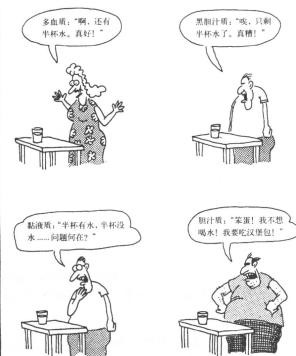 多血质：“啊，还有
半杯水。真好！”
黑胆汁质：“唉，只剩
半杯水了。真糟！”
黏液质：“半杯有水，半杯没
水……问题何在？”
胆汁质：“笨蛋！我不想
喝水！我要吃汉堡包！”